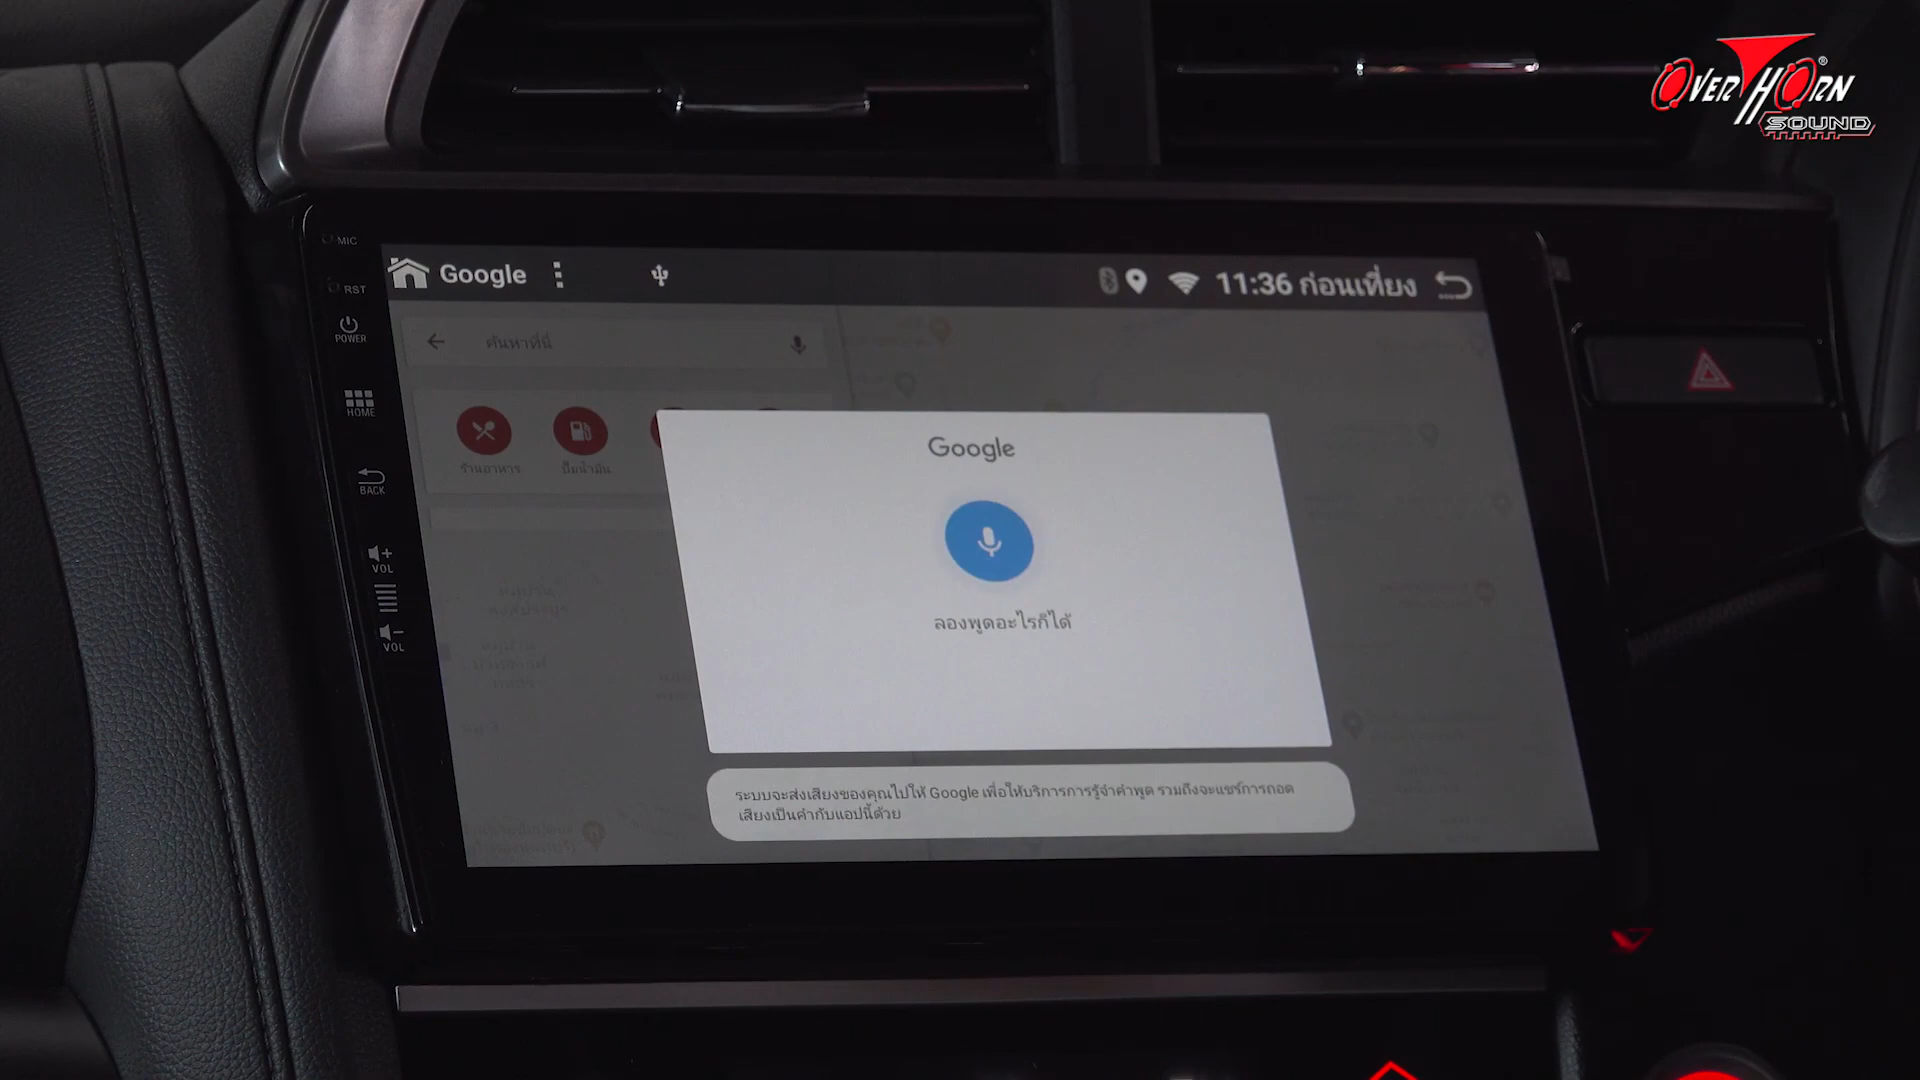 OVER HORN®
SOUND
MIC
RST
POWER
HOME
BACK
VOL
VOL
Google
11:36 ก่อนเที่ยง
ค้นหาที่นี่
ร้านอาหาร
ปั๊มน้ำมัน
Google
ลองพูดอะไรก็ได้
ระบบจะส่งเสียงของคุณไปให้ Google เพื่อให้บริการการรู้จำคำพูด รวมถึงจะแชร์การถอด
เสียงเป็นคำกับแอปนี้ด้วย